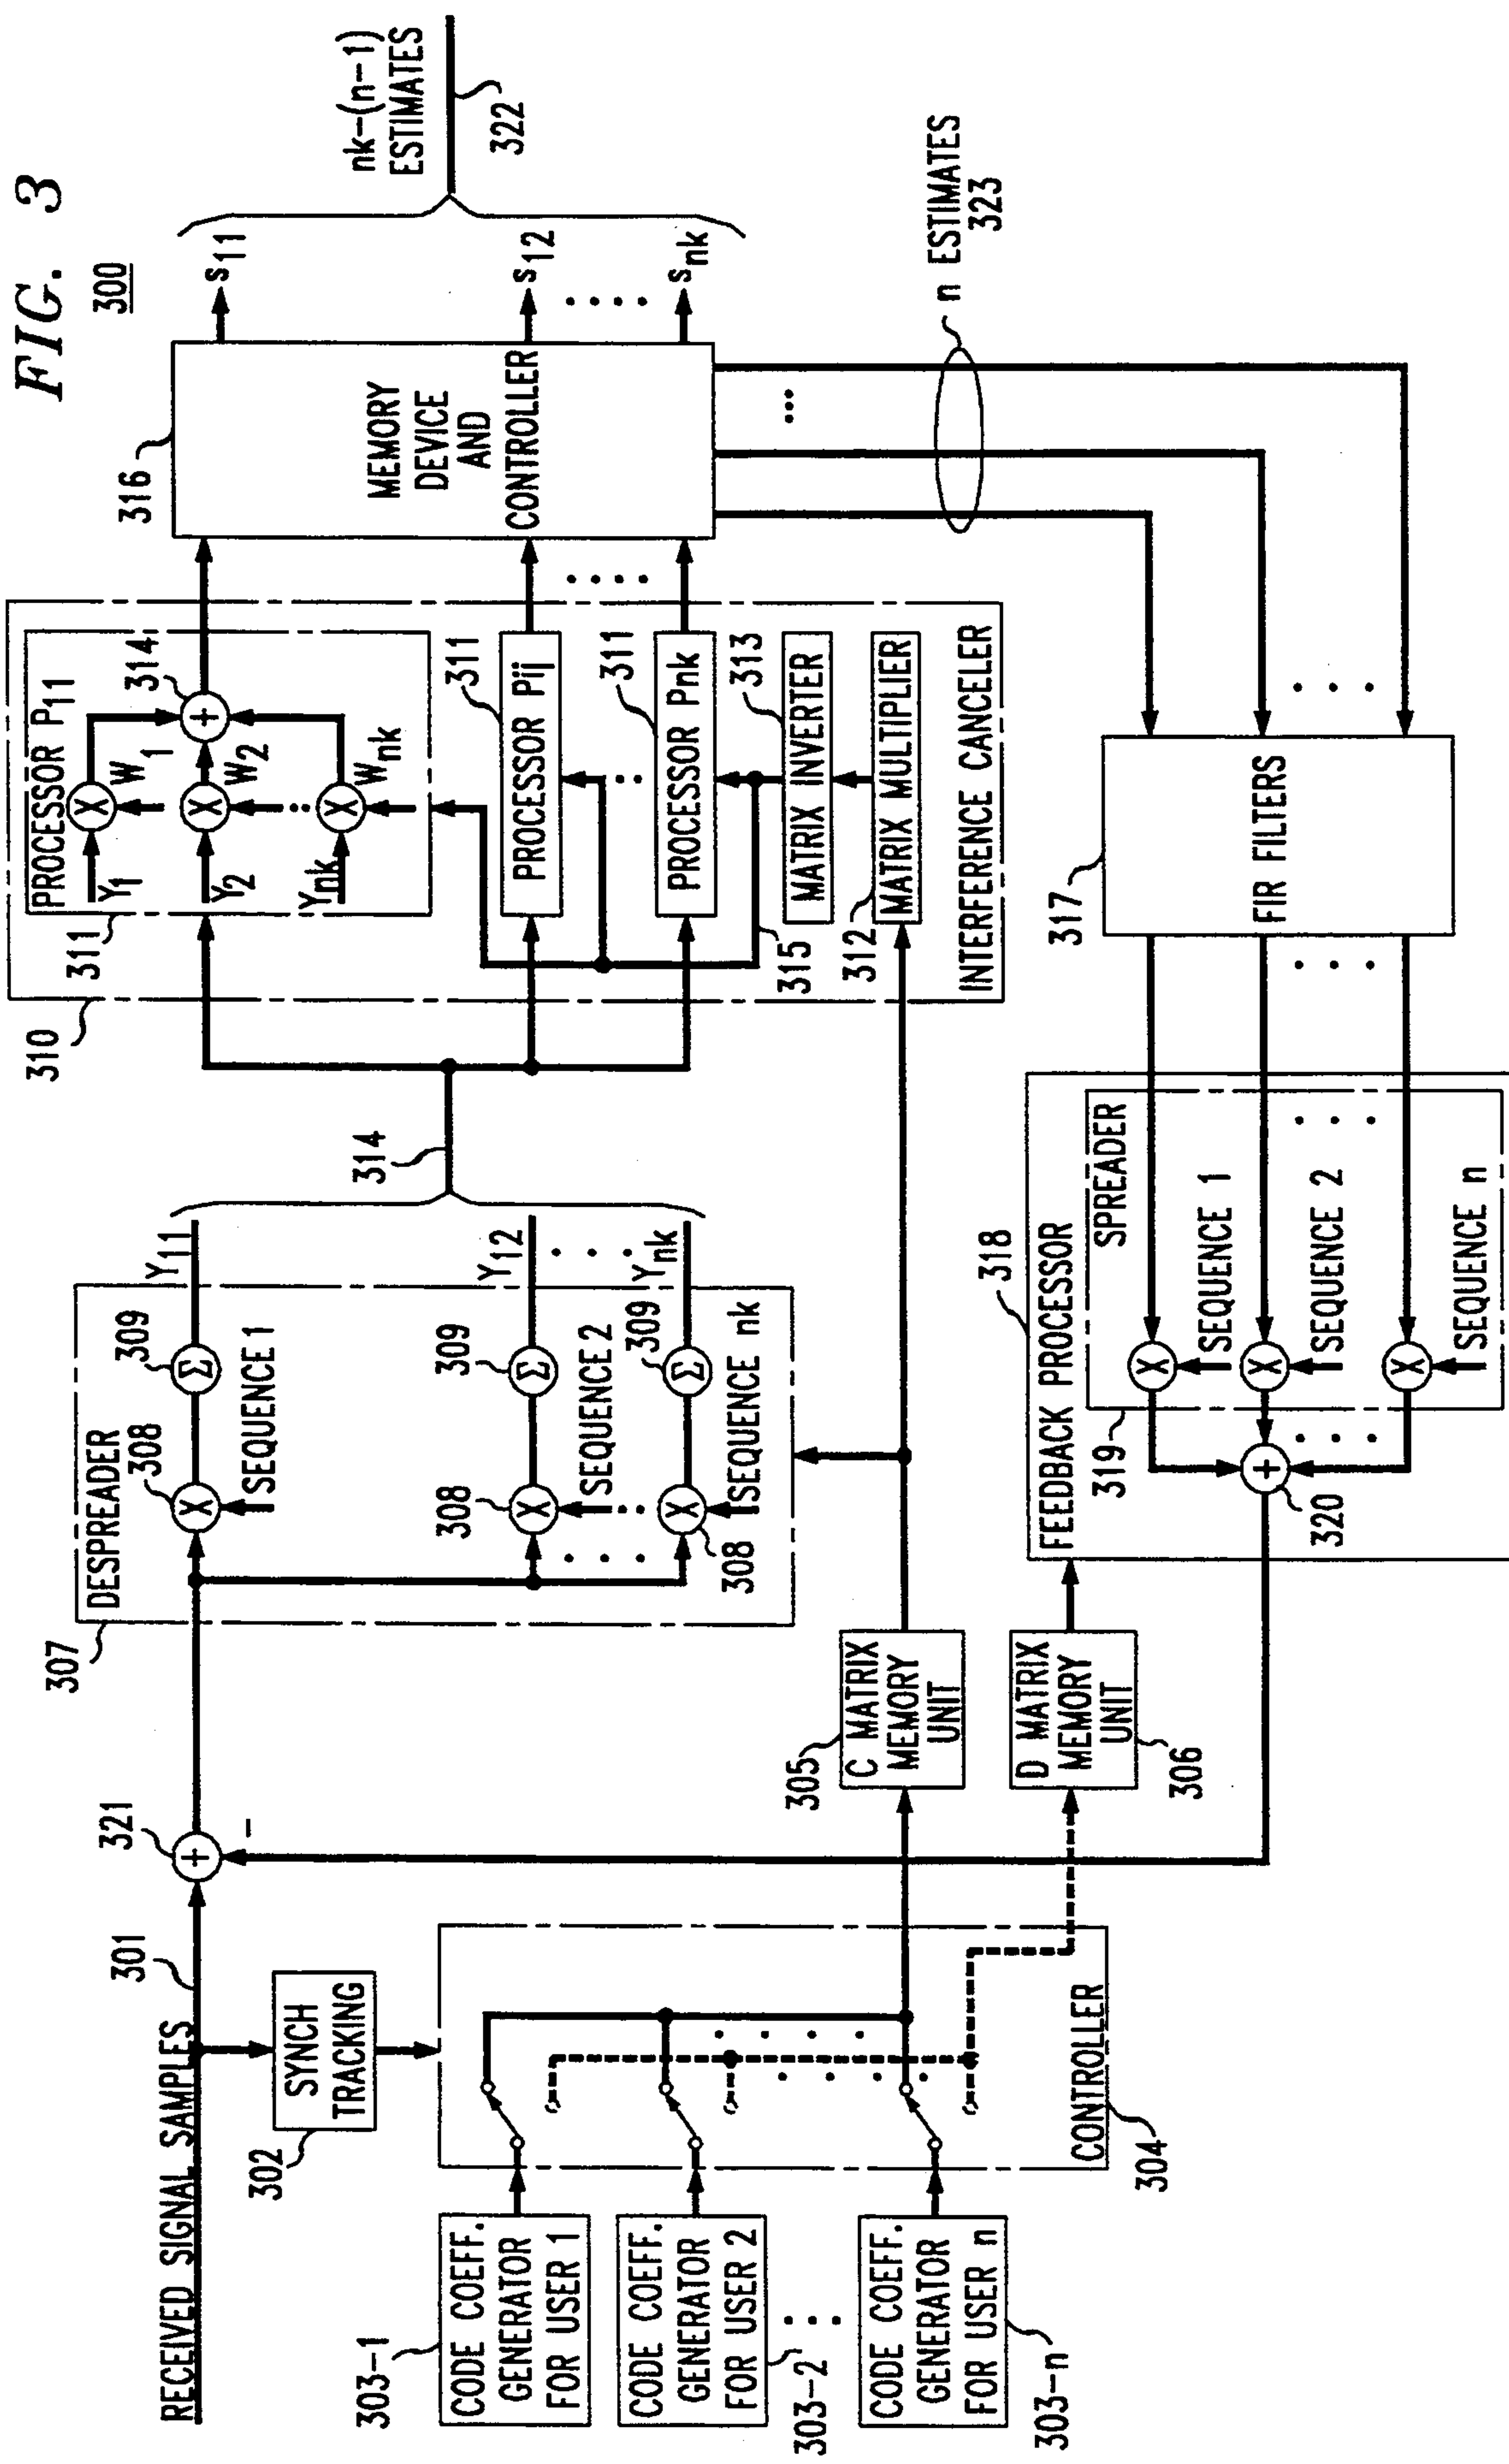 FIG. 3
300
RECEIVED SIGNAL SAMPLES
301
321
+
-
SYNCH
TRACKING
302
303-1
CODE COEFF.
GENERATOR
FOR USER 1
CODE COEFF.
GENERATOR
FOR USER 2
303-2
CODE COEFF.
GENERATOR
FOR USER n
303-n
CONTROLLER
304
305
C MATRIX
MEMORY
UNIT
D MATRIX
MEMORY
UNIT
306
307
DESPREADER
308
X
309
Σ
SEQUENCE 1
Y11
308
X
309
Σ
SEQUENCE 2
Y12
308
X
309
Σ
SEQUENCE nk
Ynk
314
310
311
PROCESSOR P11
Y1
X
W1
Y2
X
W2
Ynk
X
Wnk
314
+
311
PROCESSOR Pij
311
PROCESSOR Pnk
313
MATRIX INVERTER
315
312
MATRIX MULTIPLIER
INTERFERENCE CANCELER
316
MEMORY
DEVICE
AND
CONTROLLER
s11
s12
snk
nk-(n-1)
ESTIMATES
322
n ESTIMATES
323
317
FIR FILTERS
318
FEEDBACK PROCESSOR
SPREADER
319
X
SEQUENCE 1
X
SEQUENCE 2
X
SEQUENCE n
+
320